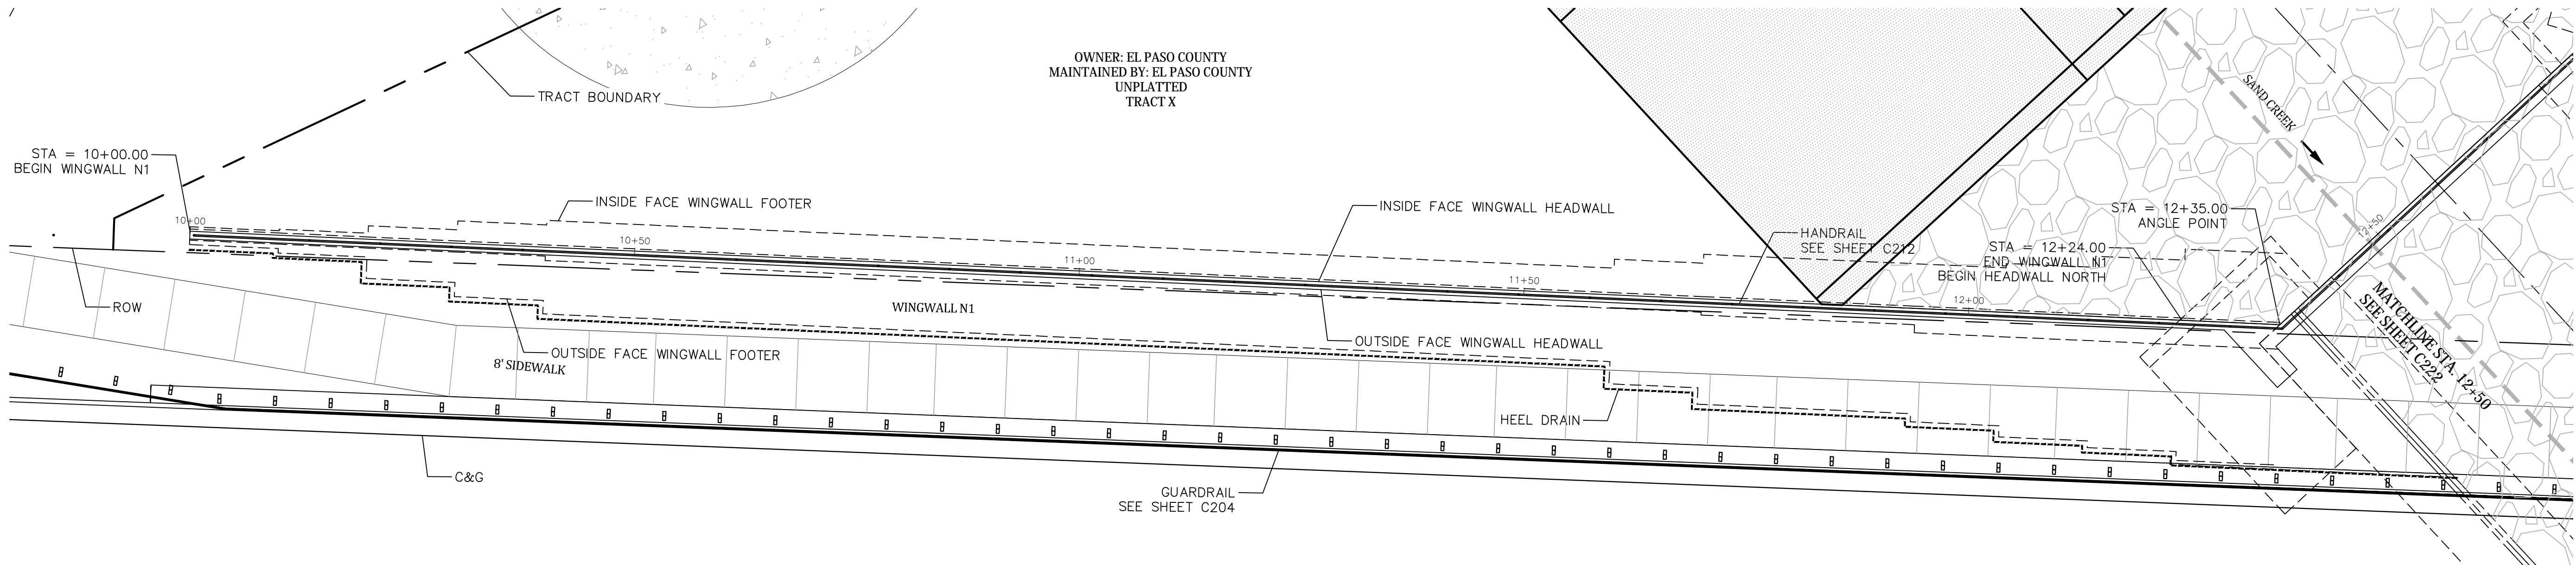 OWNER: EL PASO COUNTY
MAINTAINED BY: EL PASO COUNTY
UNPLATTED
TRACT X
TRACT BOUNDARY
SAND CREEK
STA = 10+00.00
BEGIN WINGWALL N1
10+00
INSIDE FACE WINGWALL FOOTER
10+50
11+00
INSIDE FACE WINGWALL HEADWALL
11+50
HANDRAIL
SEE SHEET C212
STA = 12+35.00
ANGLE POINT
STA = 12+24.00
END WINGWALL N1
BEGIN HEADWALL NORTH
12+00
12+50
ROW
WINGWALL N1
OUTSIDE FACE WINGWALL FOOTER
8' SIDEWALK
OUTSIDE FACE WINGWALL HEADWALL
MATCHLINE STA. 12+50
SEE SHEET C222
HEEL DRAIN
C&G
GUARDRAIL
SEE SHEET C204